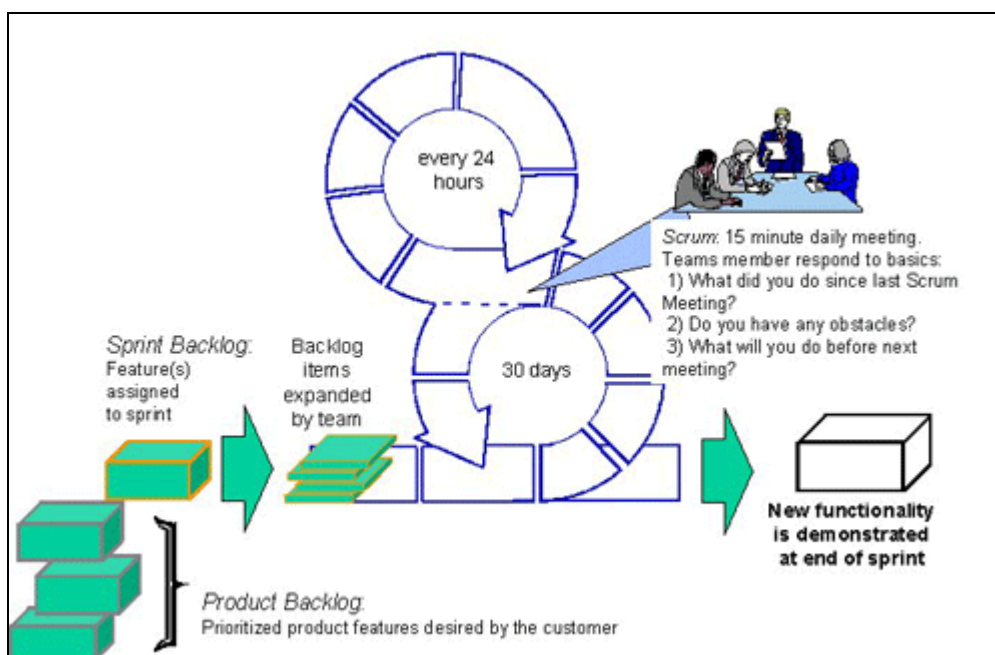 every 24
hours
Scrum: 15 minute daily meeting.
Teams member respond to basics:
1) What did you do since last Scrum
Meeting?
2) Do you have any obstacles?
3) What will you do before next
meeting?
Sprint Backlog:
Feature(s)
assigned
to sprint
Backlog
items
expanded
by team
30 days
New functionality
is demonstrated
at end of sprint
Product Backlog:
Prioritized product features desired by the customer